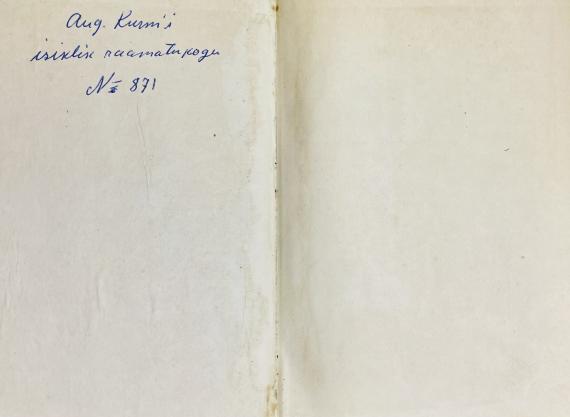 Aug. Kurm'i
isiklik raamatukogu
№ 871